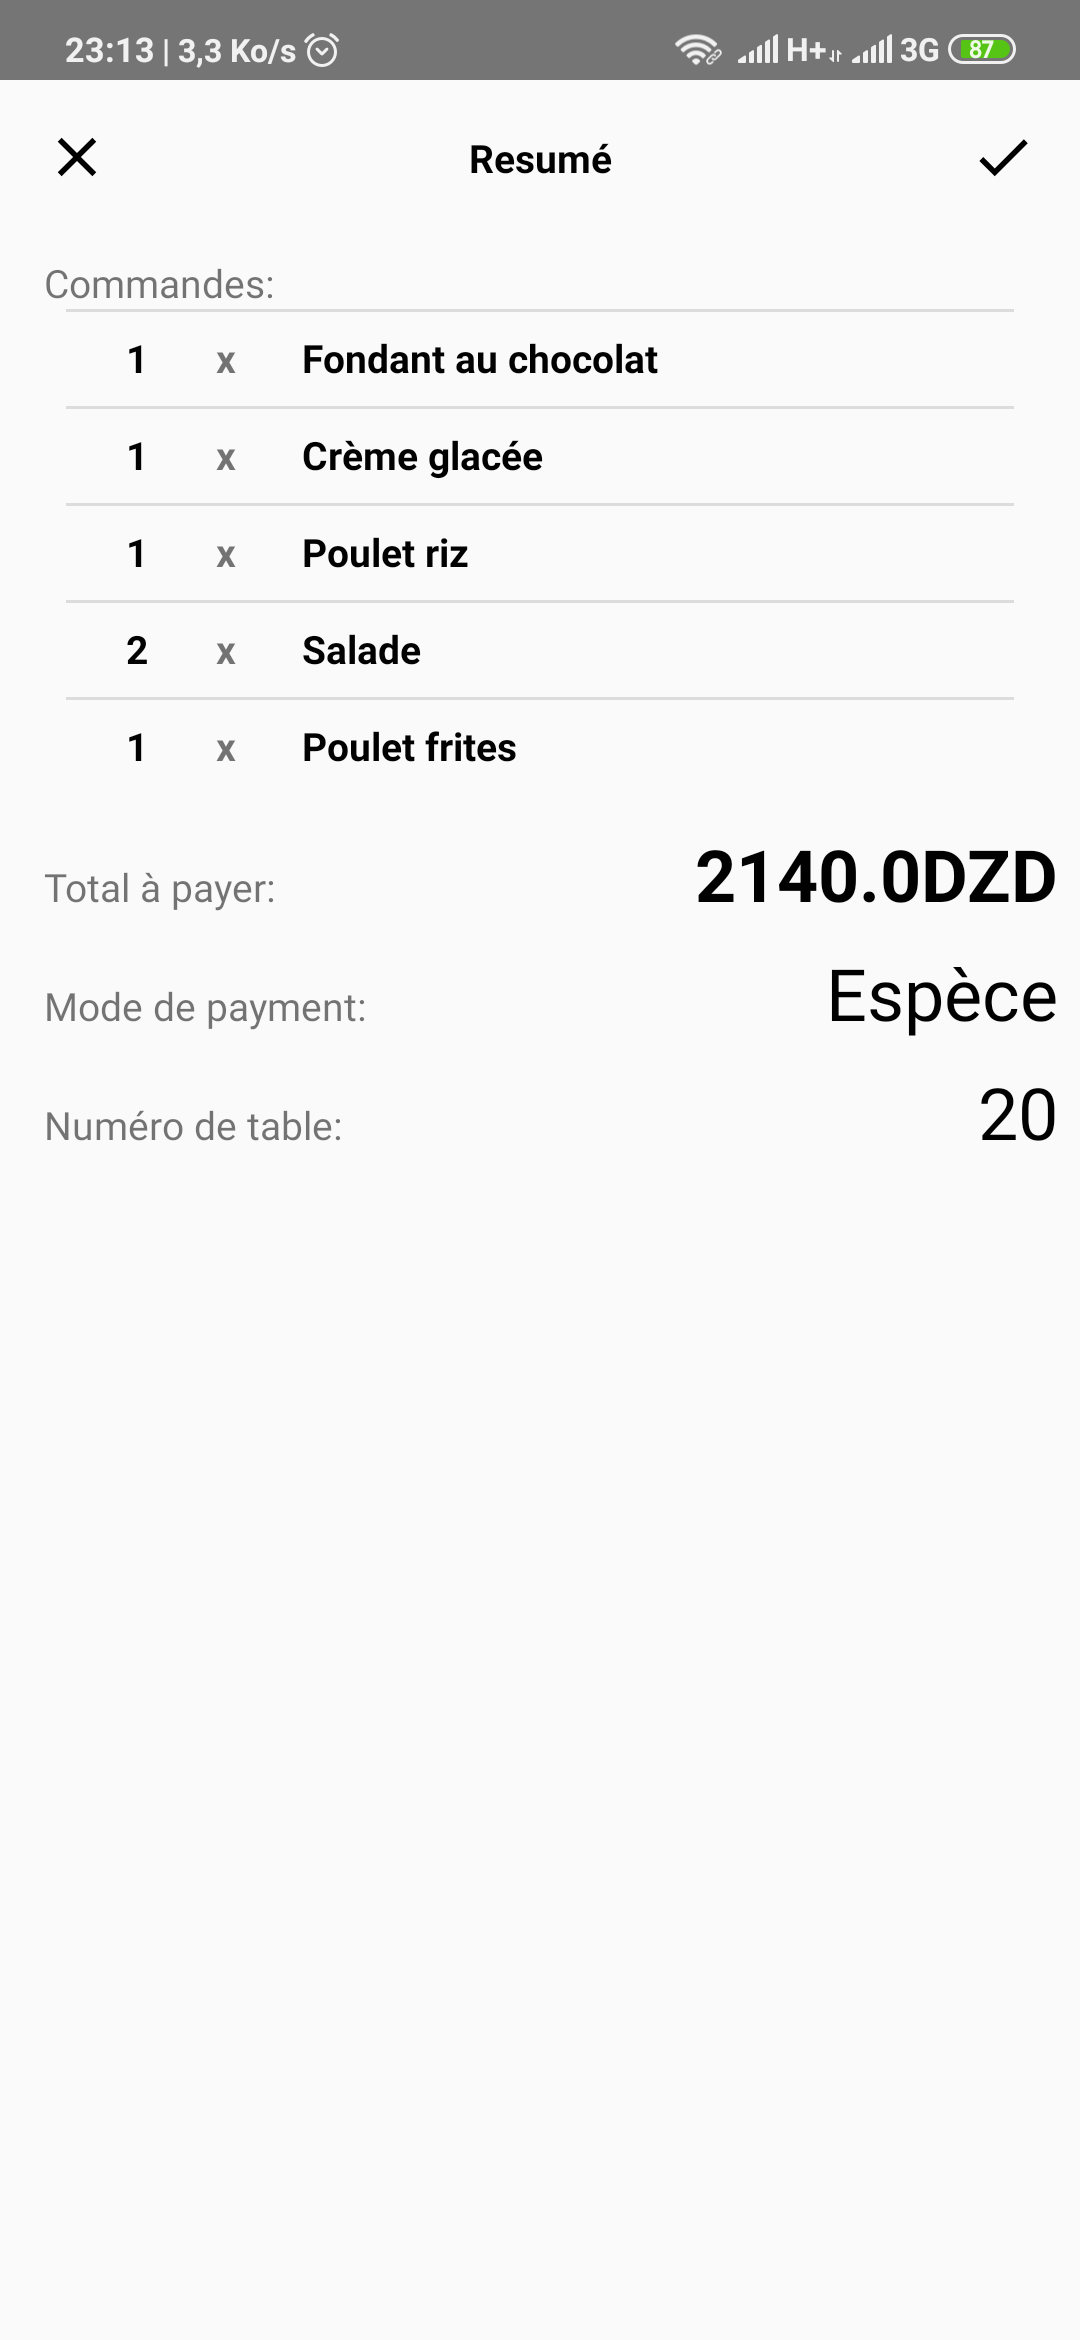 23:13 | 3,3 Ko/s H+ 3G 87
Resumé
Commandes:
1 x Fondant au chocolat
1 x Crème glacée
1 x Poulet riz
2 x Salade
1 x Poulet frites
Total à payer: 2140.0DZD
Mode de payment: Espèce
Numéro de table: 20